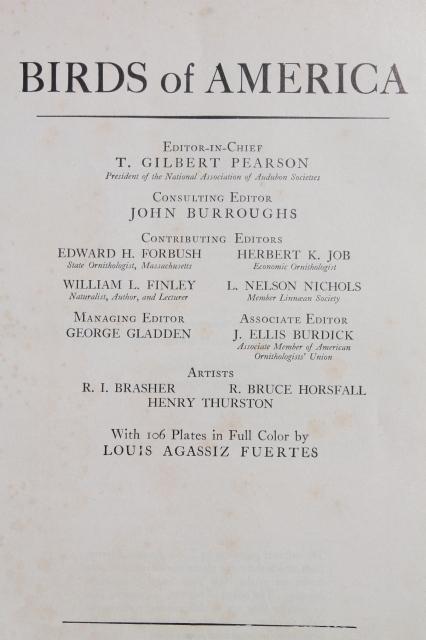 BIRDS of AMERICA
EDITOR-IN-CHIEF
T. GILBERT PEARSON
President of the National Association of Audubon Societies
CONSULTING EDITOR
JOHN BURROUGHS
CONTRIBUTING EDITORS
EDWARD H. FORBUSH
State Ornithologist, Massachusetts
HERBERT K. JOB
Economic Ornithologist
WILLIAM L. FINLEY
Naturalist, Author, and Lecturer
L. NELSON NICHOLS
Member Linnæan Society
MANAGING EDITOR
GEORGE GLADDEN
ASSOCIATE EDITOR
J. ELLIS BURDICK
Associate Member of American
Ornithologists' Union
ARTISTS
R. I. BRASHER
R. BRUCE HORSFALL
HENRY THURSTON
With 106 Plates in Full Color by
LOUIS AGASSIZ FUERTES